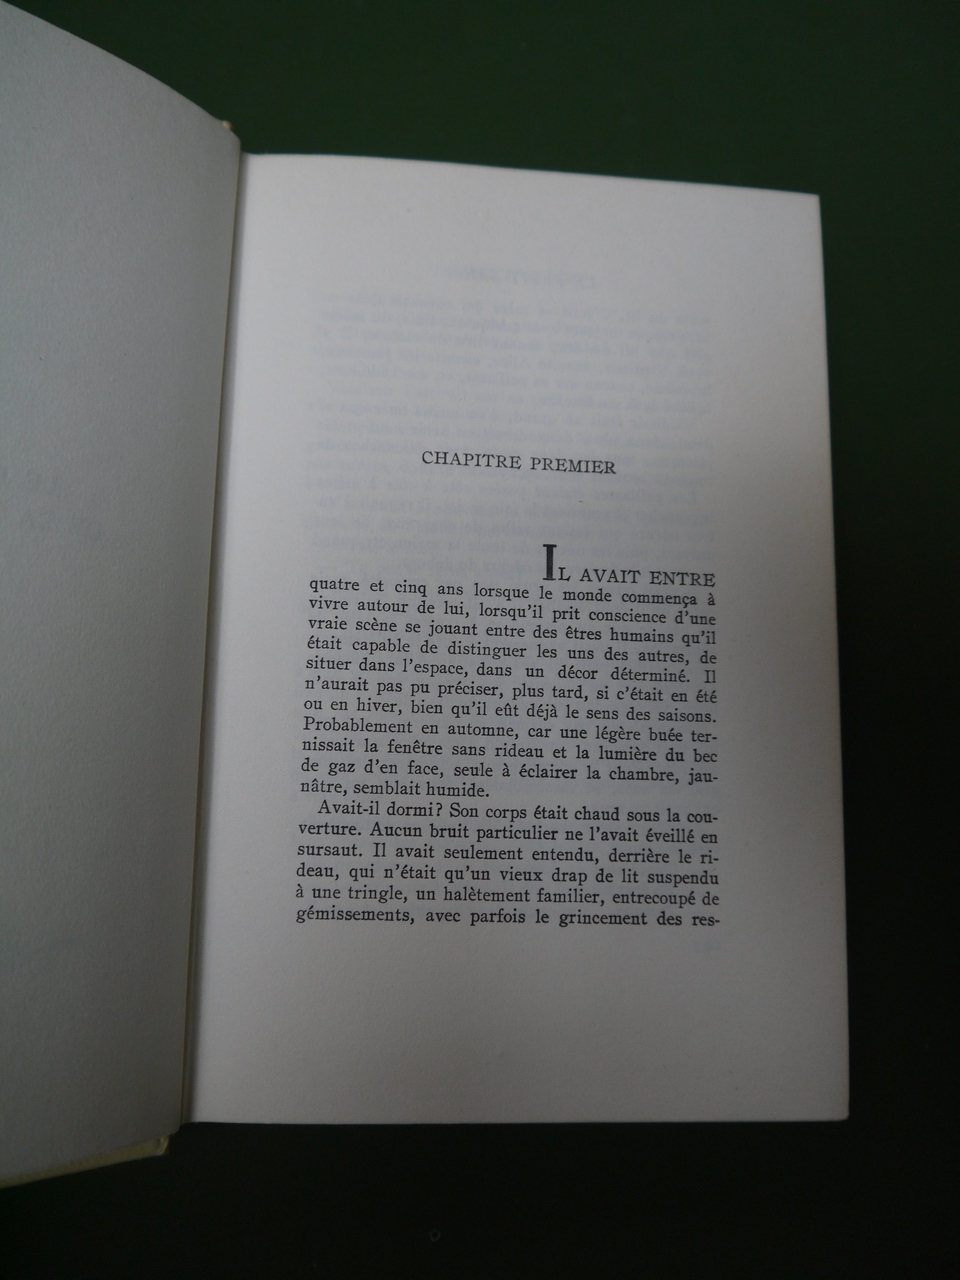 CHAPITRE PREMIER
IL AVAIT ENTRE
quatre et cinq ans lorsque le monde commença à
vivre autour de lui, lorsqu'il prit conscience d'une
vraie scène se jouant entre des êtres humains qu'il
était capable de distinguer les uns des autres, de
situer dans l'espace, dans un décor déterminé. Il
n'aurait pas pu préciser, plus tard, si c'était en été
ou en hiver, bien qu'il eût déjà le sens des saisons.
Probablement en automne, car une légère buée ter-
nissait la fenêtre sans rideau et la lumière du bec
de gaz d'en face, seule à éclairer la chambre, jau-
nâtre, semblait humide.
Avait-il dormi? Son corps était chaud sous la cou-
verture. Aucun bruit particulier ne l'avait éveillé en
sursaut. Il avait seulement entendu, derrière le ri-
deau, qui n'était qu'un vieux drap de lit suspendu
à une tringle, un halètement familier, entrecoupé de
gémissements, avec parfois le grincement des res-